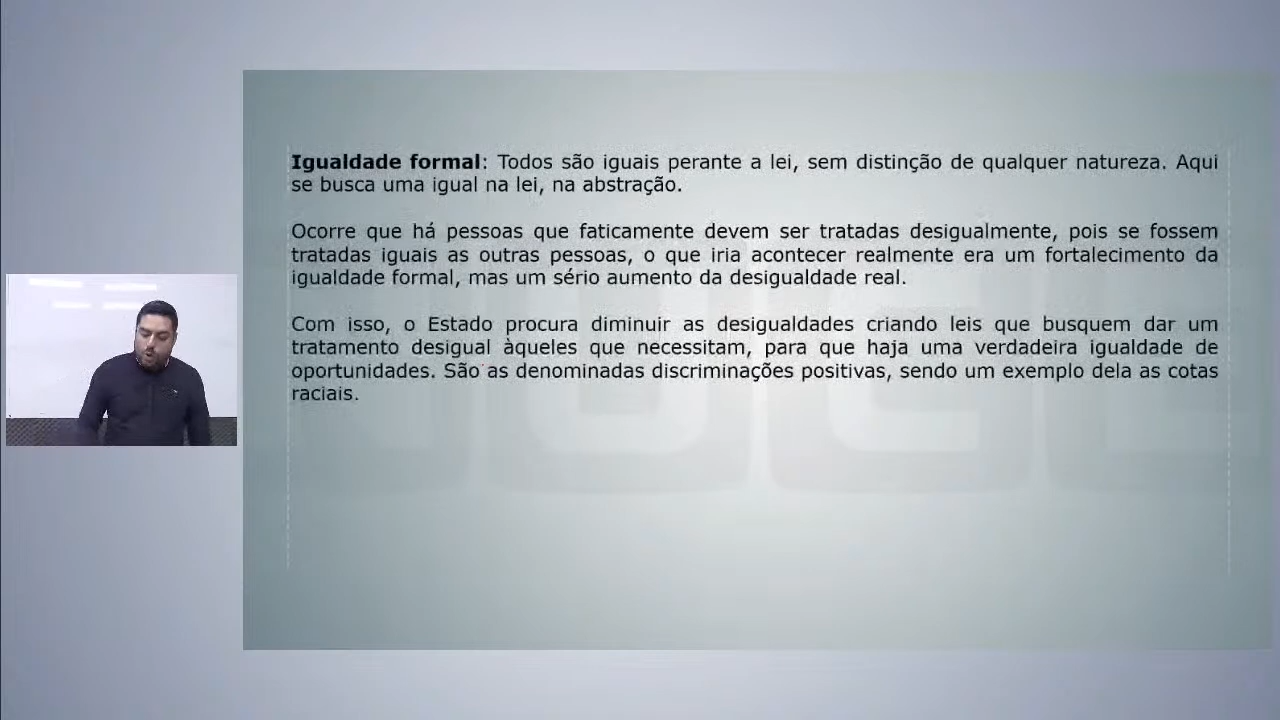 Igualdade formal: Todos são iguais perante a lei, sem distinção de qualquer natureza. Aqui
se busca uma igual na lei, na abstração.
Ocorre que há pessoas que faticamente devem ser tratadas desigualmente, pois se fossem
tratadas iguais as outras pessoas, o que iria acontecer realmente era um fortalecimento da
igualdade formal, mas um sério aumento da desigualdade real.
Com isso, o Estado procura diminuir as desigualdades criando leis que busquem dar um
tratamento desigual àqueles que necessitam, para que haja uma verdadeira igualdade de
oportunidades. São as denominadas discriminações positivas, sendo um exemplo dela as cotas
raciais.